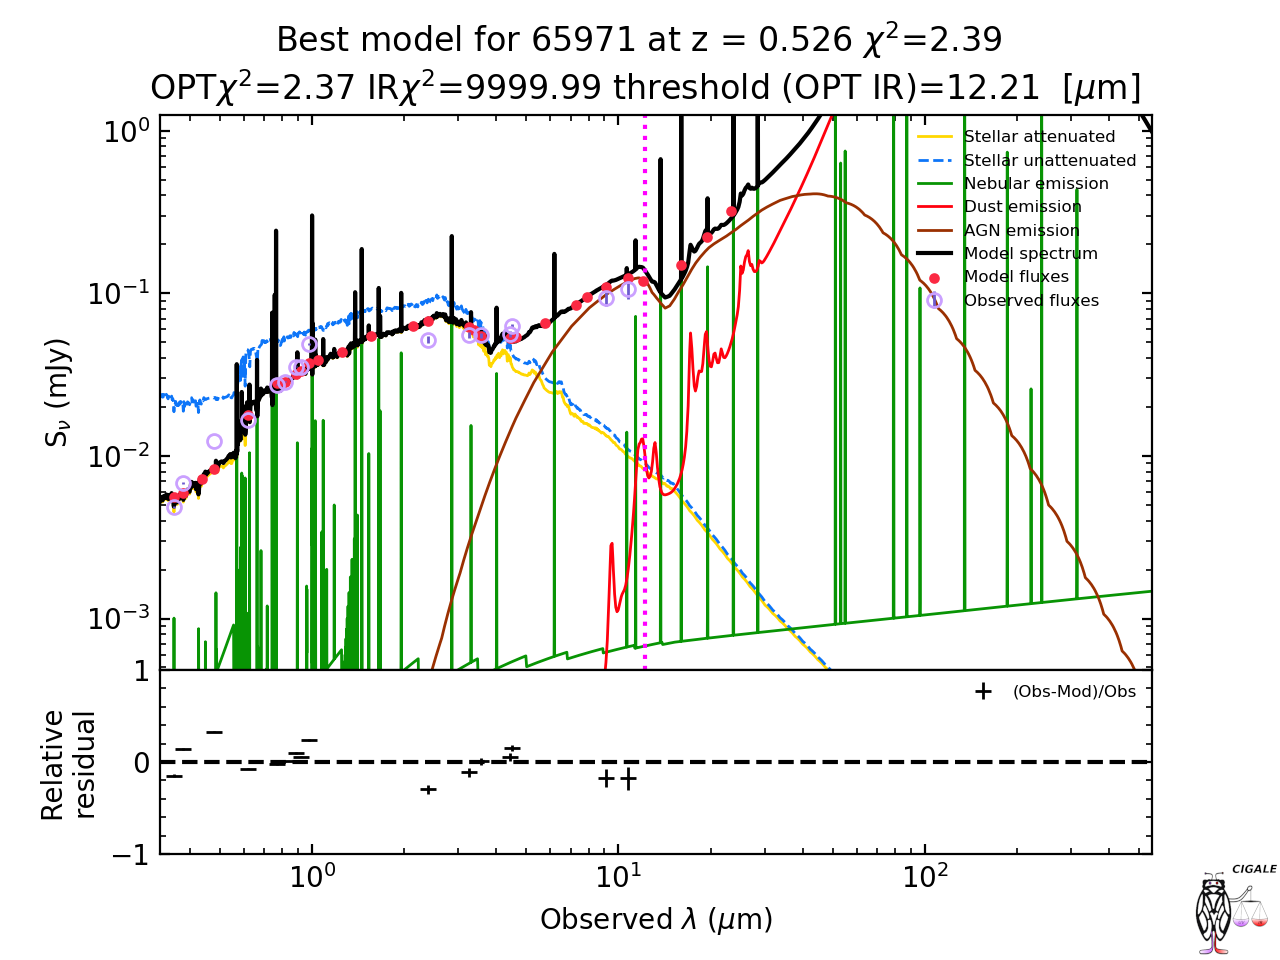 Best model for 65971 at z = 0.526 χ²=2.39
OPTχ²=2.37 IRχ²=9999.99 threshold (OPT IR)=12.21 [μm]
10⁰
10⁻¹
10⁻²
10⁻³
Sν (mJy)
Stellar attenuated
Stellar unattenuated
Nebular emission
Dust emission
AGN emission
Model spectrum
Model fluxes
Observed fluxes
1
0
−1
Relative
residual
(Obs-Mod)/Obs
10⁰
10¹
10²
Observed λ (μm)
CIGALE